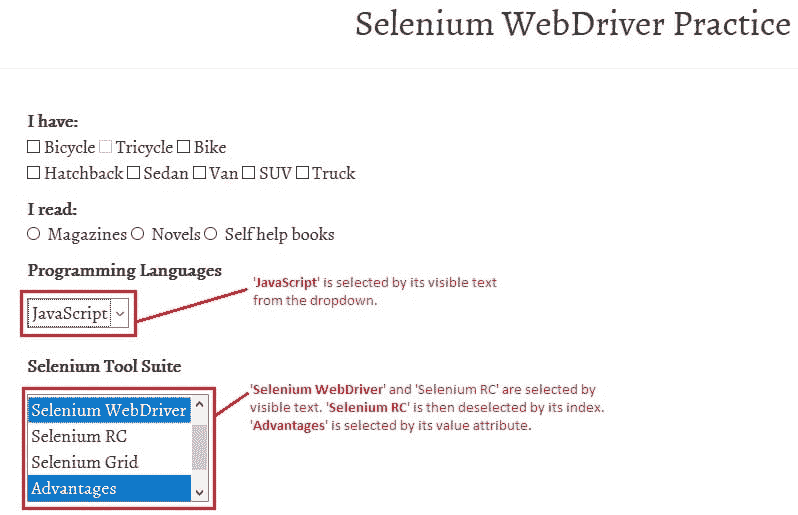 Selenium WebDriver Practice
I have:
Bicycle Tricycle Bike
Hatchback Sedan Van SUV Truck
I read:
Magazines Novels Self help books
Programming Languages
JavaScript
'JavaScript' is selected by its visible text
from the dropdown.
Selenium Tool Suite
Selenium WebDriver
Selenium RC
Selenium Grid
Advantages
'Selenium WebDriver' and 'Selenium RC' are selected by
visible text. 'Selenium RC' is then deselected by its index.
'Advantages' is selected by its value attribute.